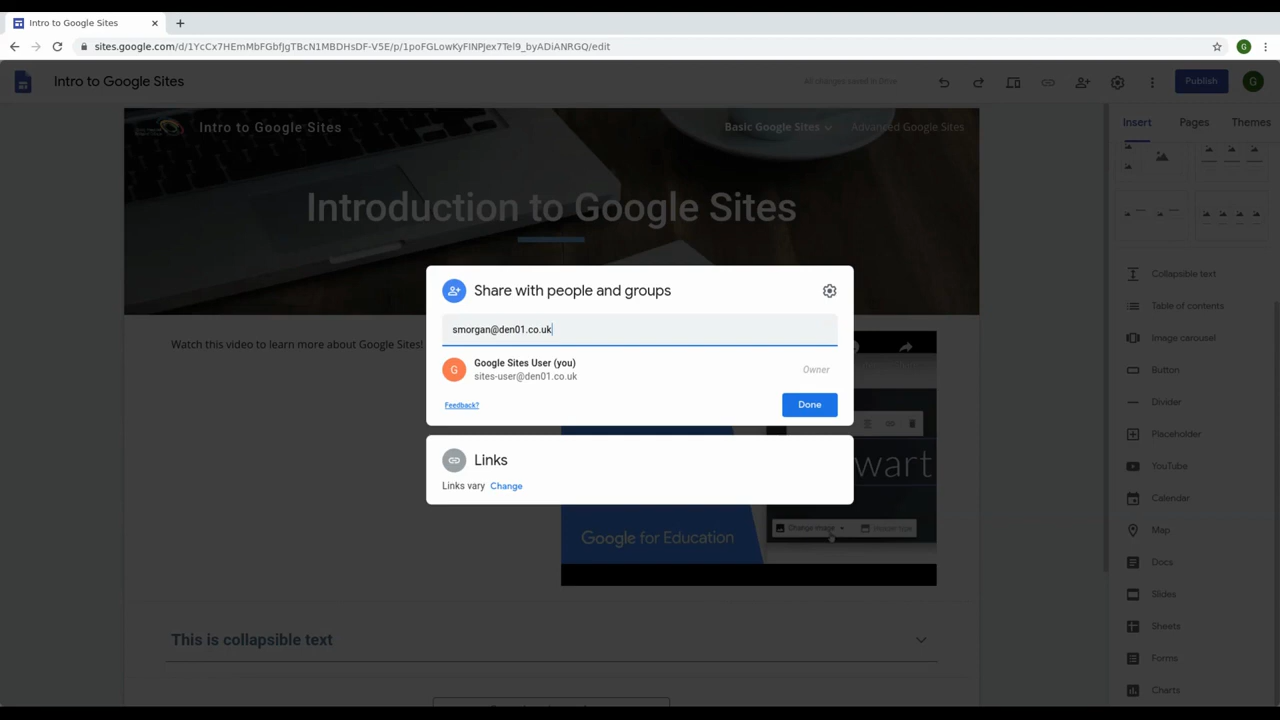 Intro to Google Sites
sites.google.com/d/1YcCx7HEmMbFGbfJgTBcN1MBDHsDF-V5E/p/1poFGLowKyFINPJex7Tel9_byADiANRGQ/edit
G
Intro to Google Sites
All changes saved in Drive
Publish
G
Intro to Google Sites
Basic Google Sites
Advanced Google Sites
Introduction to Google Sites
Watch this video to learn more about Google Sites!
Insert
Pages
Themes
Share with people and groups
smorgan@den01.co.uk
G
Google Sites User (you)
sites-user@den01.co.uk
Owner
Feedback?
Done
Links
Links vary Change
wart
Change image
Header type
Google for Education
This is collapsible text
Collapsible text
Table of contents
Image carousel
Button
Divider
Placeholder
YouTube
Calendar
Map
Docs
Slides
Sheets
Forms
Charts